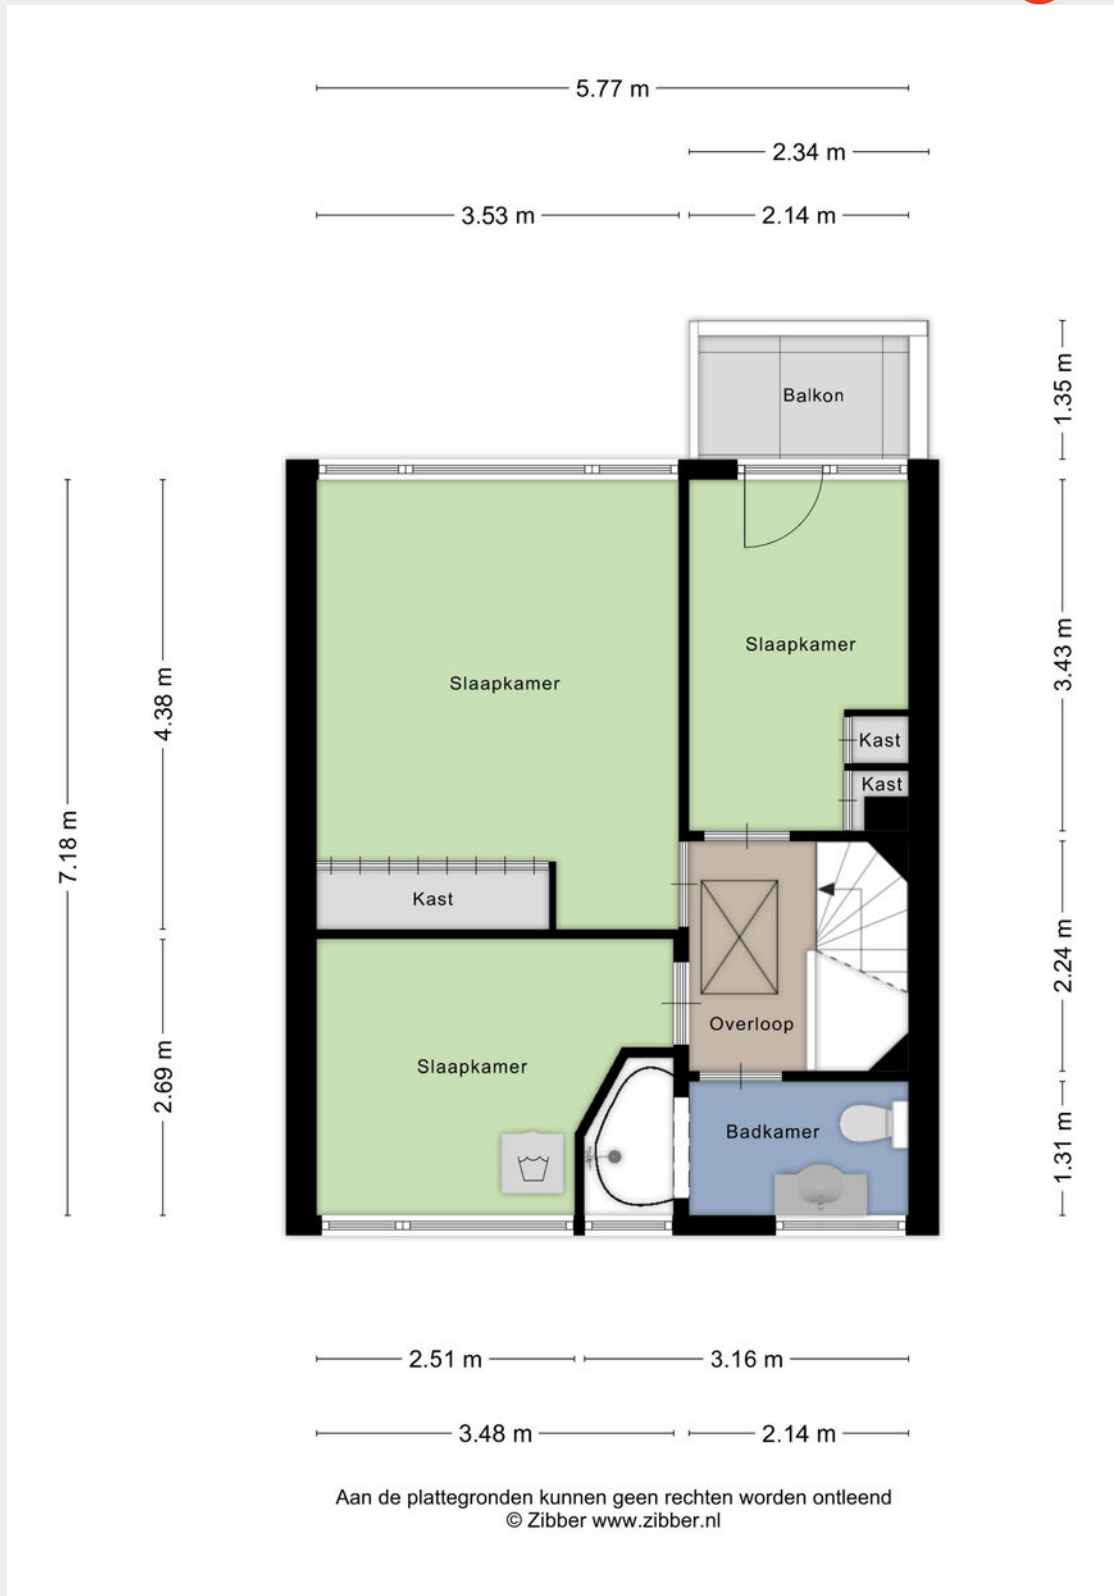 5.77 m
2.34 m
3.53 m
2.14 m
1.35 m
Balkon
3.43 m
4.38 m
7.18 m
Slaapkamer
Slaapkamer
Kast
Kast
Kast
2.24 m
Overloop
2.69 m
Slaapkamer
Badkamer
1.31 m
2.51 m
3.16 m
3.48 m
2.14 m
Aan de plattegronden kunnen geen rechten worden ontleend
© Zibber www.zibber.nl